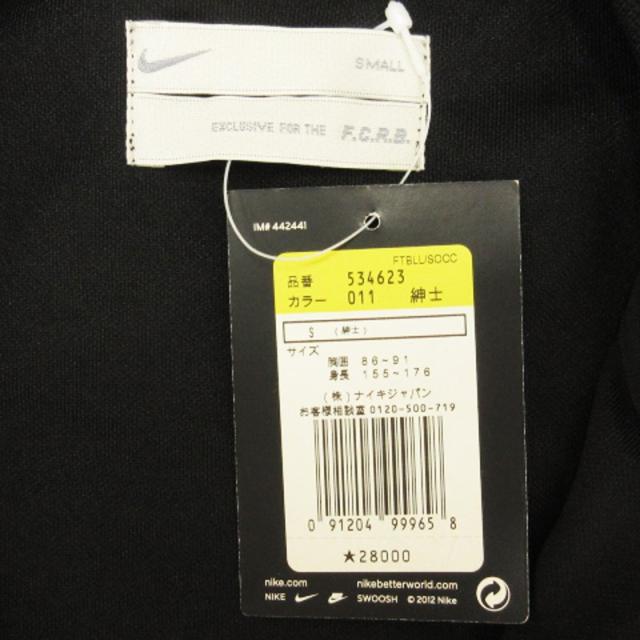 SMALL
EXCLUSIVE FOR THE F.C.R.B.
IM# 442441
FTBLL/SOCC
品番 534623
カラー 011 紳士
S (紳士)
サイズ
胸囲 86~91
身長 155~176
(株)ナイキジャパン
お客様相談室 0120-500-719
0 91204 99965 8
★28000
nike.com nikebetterworld.com
NIKE SWOOSH © 2012 Nike